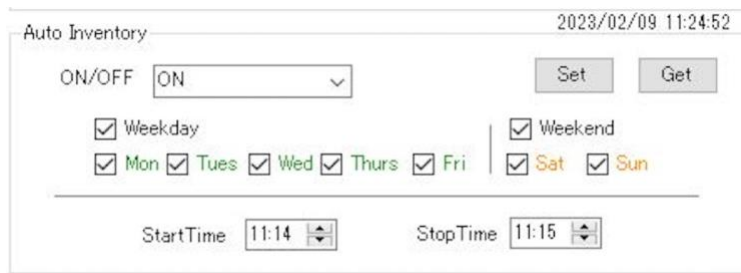 2023/02/09 11:24:52
Auto Inventory
ON/OFF ON Set Get
Weekday Weekend
Mon Tues Wed Thurs Fri Sat Sun
StartTime 11:14 StopTime 11:15